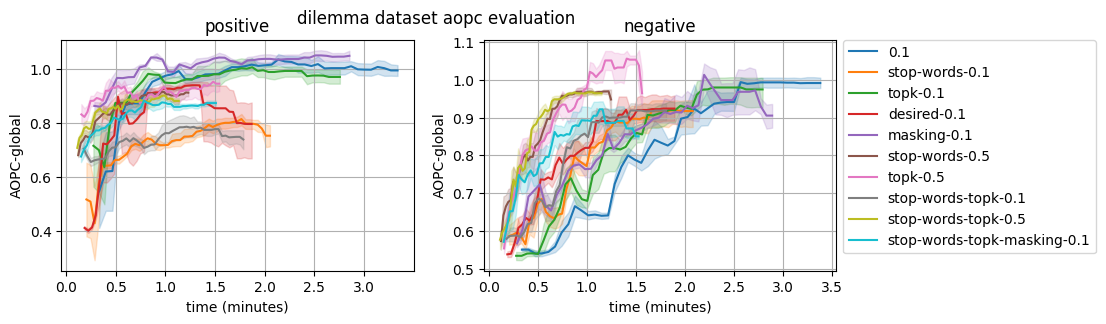 dilemma dataset aopc evaluation
positive
AOPC-global
1.0
0.8
0.6
0.4
0.0
0.5
1.0
1.5
2.0
2.5
3.0
time (minutes)
negative
AOPC-global
1.1
1.0
0.9
0.8
0.7
0.6
0.5
0.0
0.5
1.0
1.5
2.0
2.5
3.0
3.5
time (minutes)
0.1
stop-words-0.1
topk-0.1
desired-0.1
masking-0.1
stop-words-0.5
topk-0.5
stop-words-topk-0.1
stop-words-topk-0.5
stop-words-topk-masking-0.1